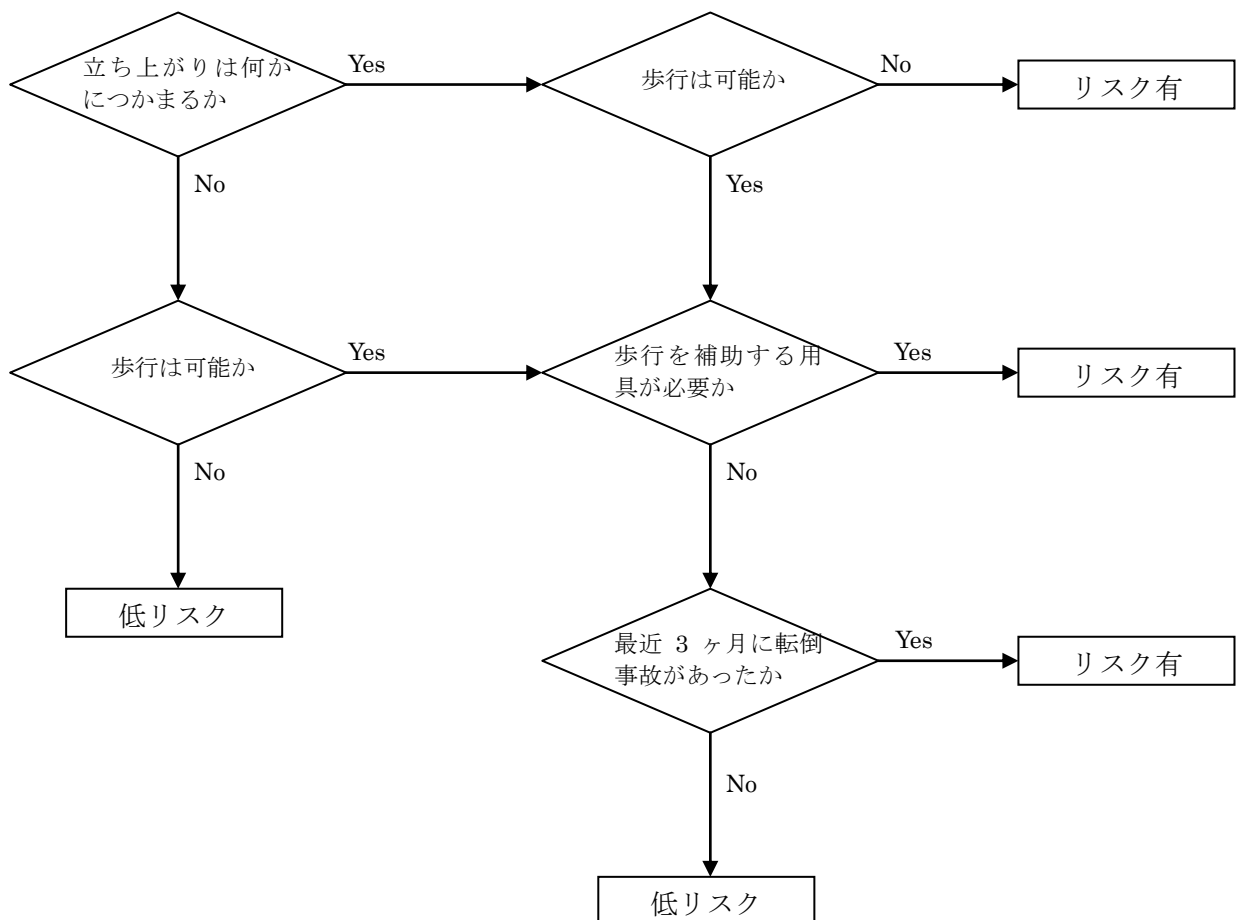 立ち上がりは何か
につかまるか
Yes
歩行は可能か
No
リスク有
No
Yes
歩行は可能か
Yes
歩行を補助する用
具が必要か
Yes
リスク有
No
No
低リスク
最近 3 ヶ月に転倒
事故があったか
Yes
リスク有
No
低リスク